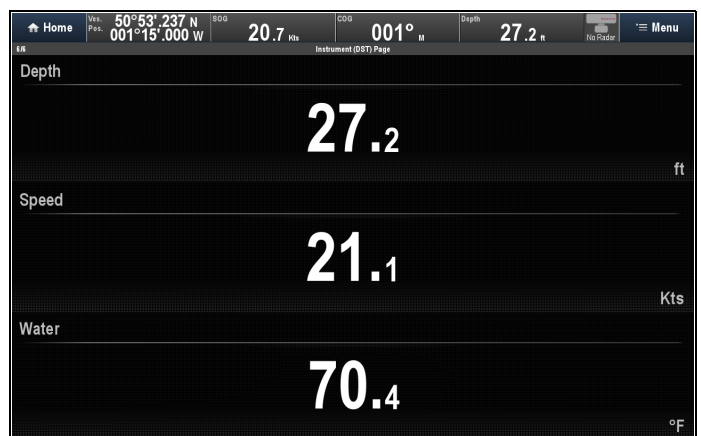 Home
Ves. Pos. 50°53'.237 N
001°15'.000 W
SOG 20.7 Kts
COG 001° M
Depth 27.2 ft
No Radar
Menu
6/6
Instrument (DST) Page
Depth
27.2
ft
Speed
21.1
Kts
Water
70.4
°F